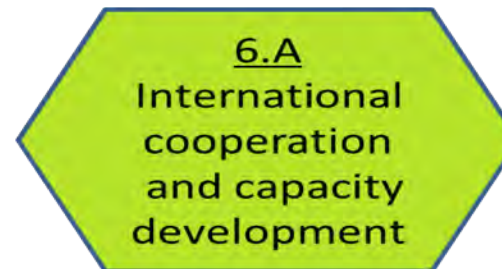 6.A
International
cooperation
and capacity
development